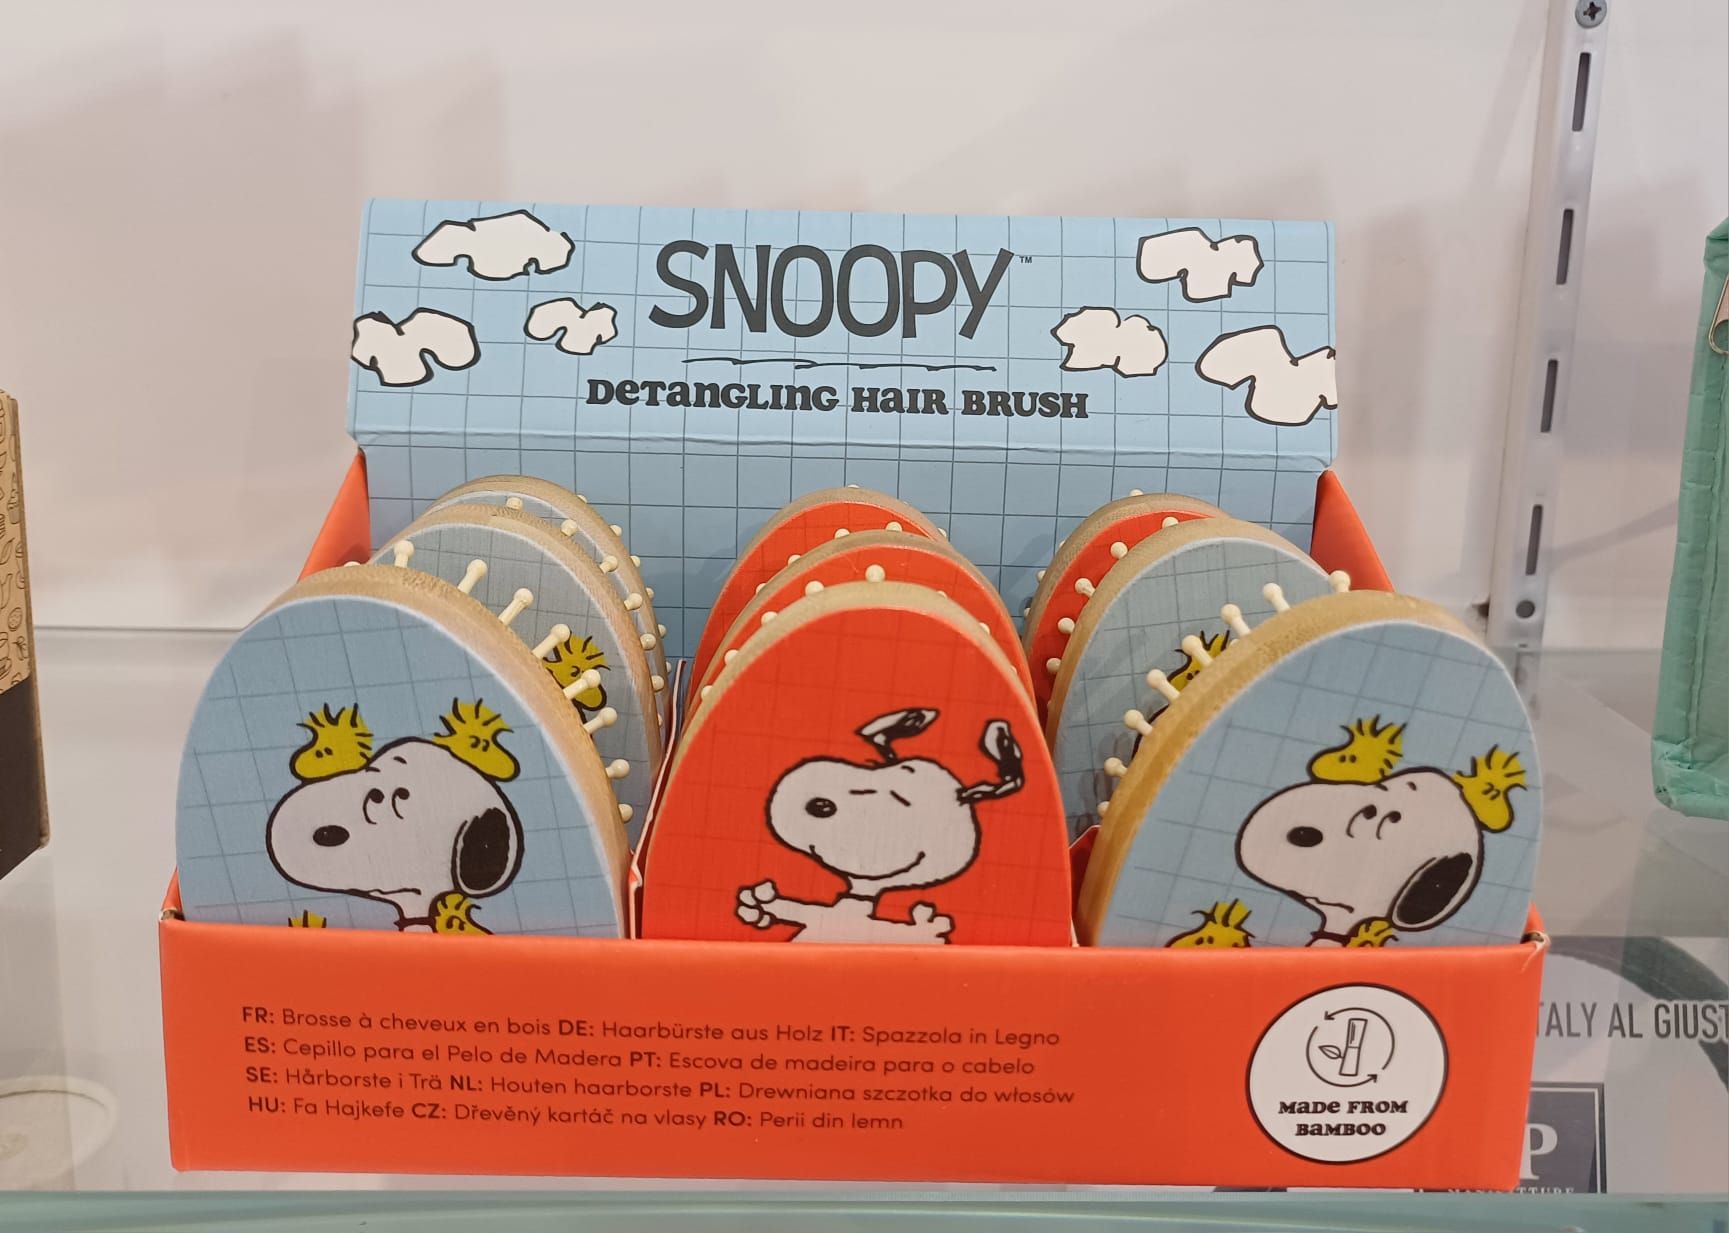 SNOOPY™
DETANGLING HAIR BRUSH
FR: Brosse à cheveux en bois DE: Haarbürste aus Holz IT: Spazzola in Legno
ES: Cepillo para el Pelo de Madera PT: Escova de madeira para o cabelo
SE: Hårborste i Trä NL: Houten haarborste PL: Drewniana szczotka do włosów
HU: Fa Hajkefe CZ: Dřevěný kartáč na vlasy RO: Perii din lemn
MADE FROM
BAMBOO
AL
P